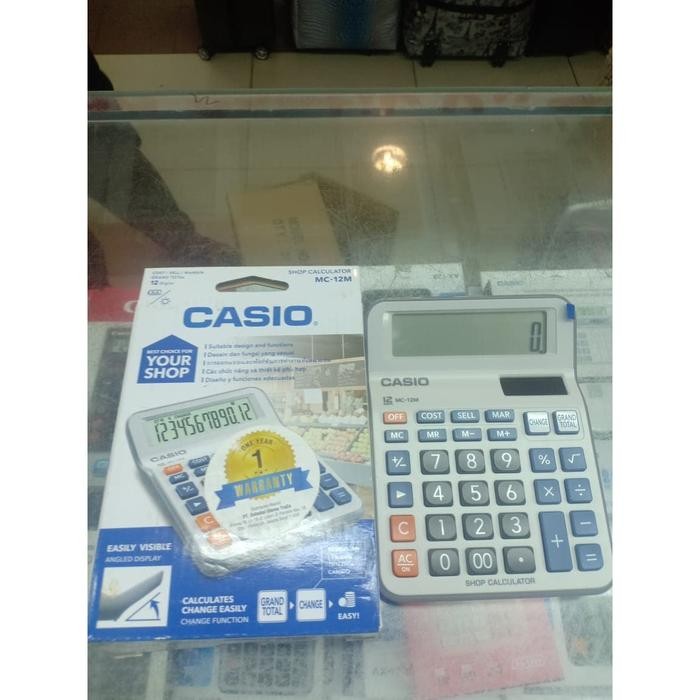 COST / SELL / MARGIN
GRAND TOTAL
12 Digits
SHOP CALCULATOR
MC-12M
CASIO
BEST CHOICE FOR
YOUR
SHOP
Suitable design and functions
Desain dan fungsi yang sesuai
Các chức năng và thiết kế phù hợp
Diseño y funciones adecuadas
123456789012
CASIO
ONE YEAR
1
WARRANTY
EASILY VISIBLE
ANGLED DISPLAY
CALCULATES
CHANGE EASILY
CHANGE FUNCTION
GRAND
TOTAL
CHANGE
EASY!
0
CASIO
12 MC-12M
OFF COST SELL MAR
CHANGE GRAND TOTAL
MC MR M− M+
+/− 7 8 9 % √
▶ 4 5 6 × ÷
C 1 2 3 + −
AC ON 0 00 · =
SHOP CALCULATOR